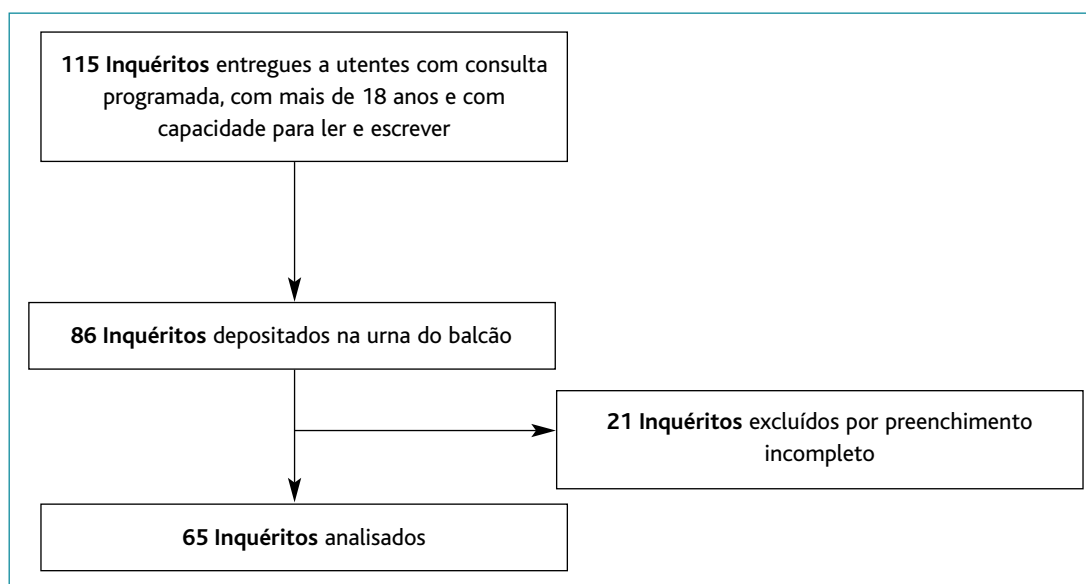 115 Inquéritos entregues a utentes com consulta
programada, com mais de 18 anos e com
capacidade para ler e escrever
86 Inquéritos depositados na urna do balcão
21 Inquéritos excluídos por preenchimento
incompleto
65 Inquéritos analisados